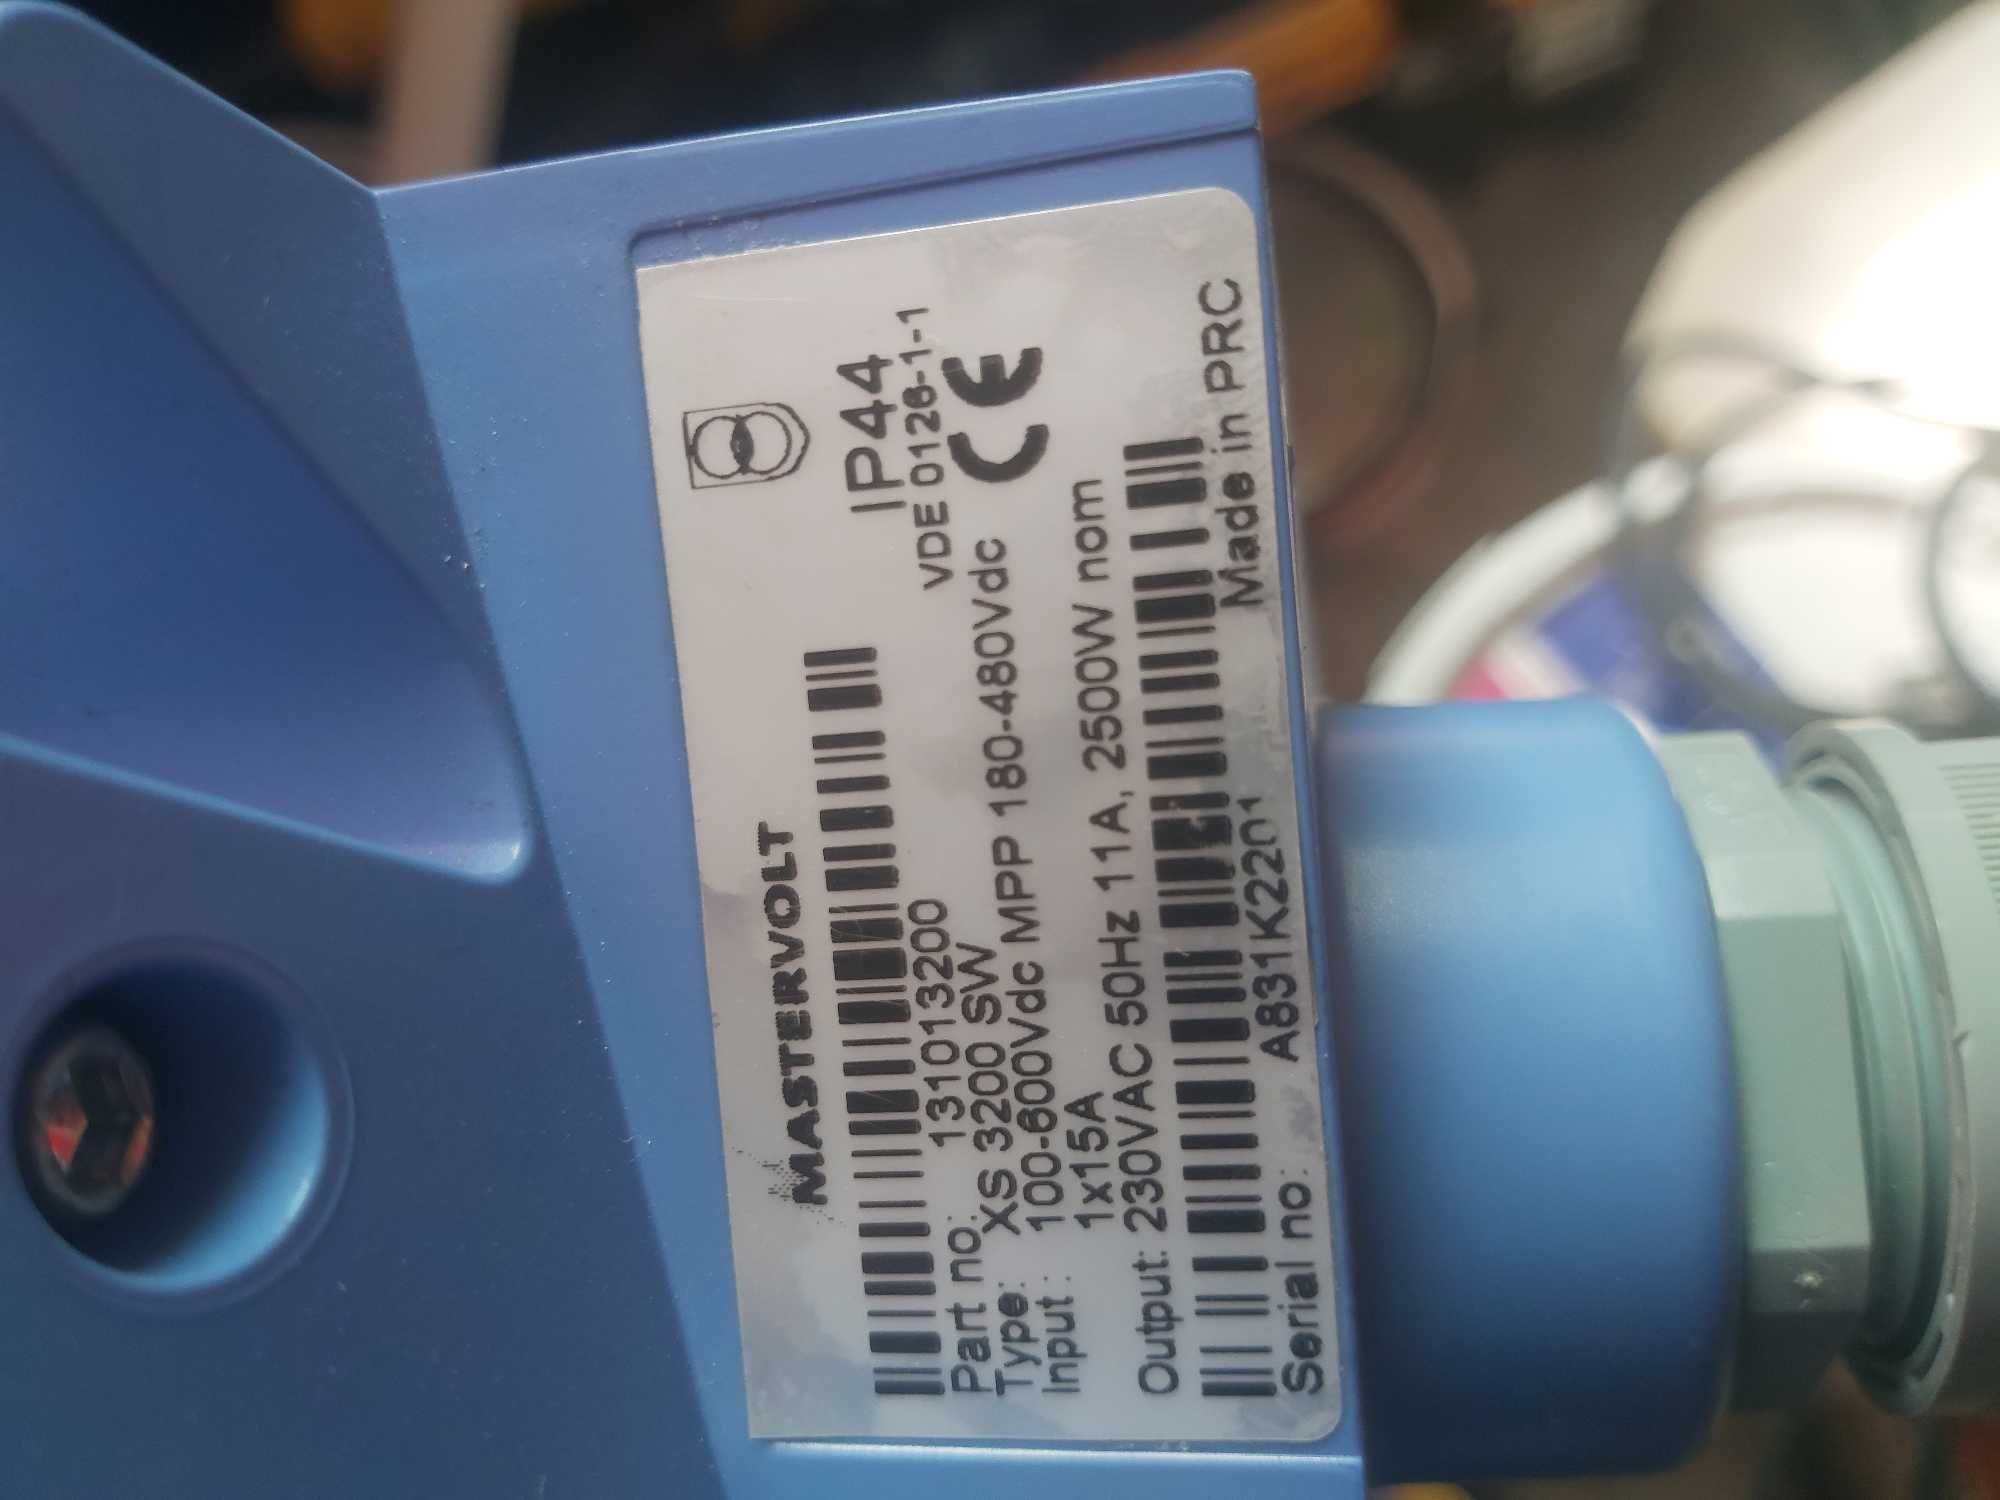 MASTERVOLT
IP44
Part no: 131013200
VDE 0126-1-1
Type: XS 3200 SW
CE
Input: 100-600Vdc MPP 180-480Vdc
1x15A
Output: 230VAC 50Hz 11A, 2500W nom
Serial no: A831K2201
Made in PRC